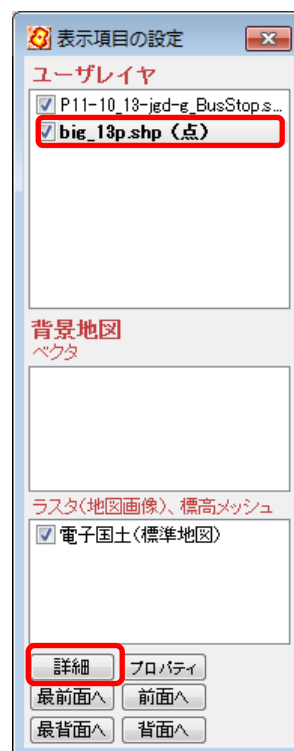 表示項目の設定
ユーザレイヤ
P11-10_13-jgd-g_BusStop.s...
big_13p.shp（点）
背景地図
ベクタ
ラスタ(地図画像)、標高メッシュ
電子国土(標準地図)
詳細 プロパティ
最前面へ 前面へ
最背面へ 背面へ